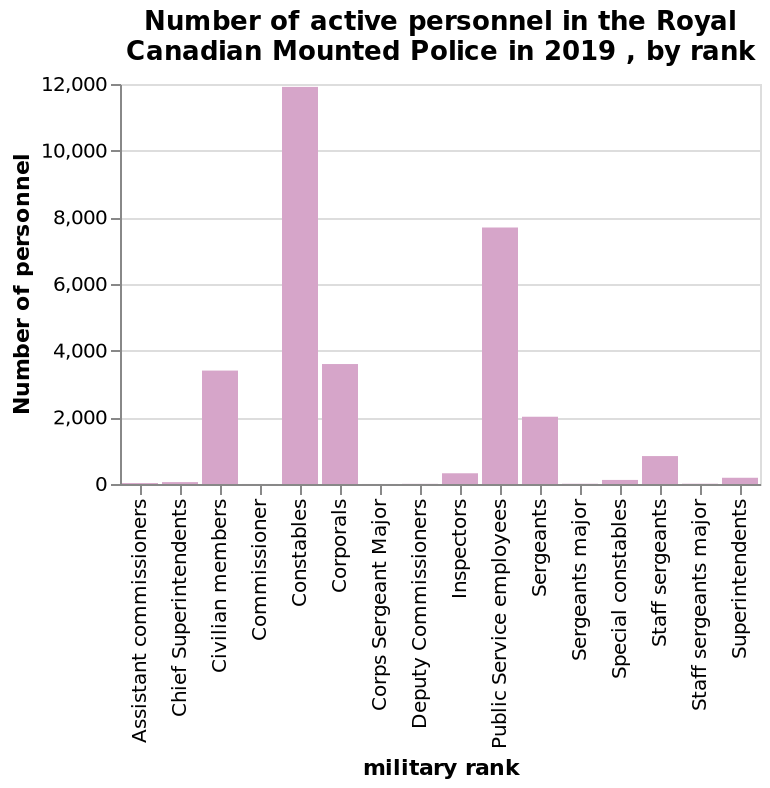 Number of active personnel in the Royal
Canadian Mounted Police in 2019 , by rank
Number of personnel
12,000
10,000
8,000
6,000
4,000
2,000
0
Assistant commissioners
Chief Superintendents
Civilian members
Commissioner
Constables
Corporals
Corps Sergeant Major
Deputy Commissioners
Inspectors
Public Service employees
Sergeants
Sergeants major
Special constables
Staff sergeants
Staff sergeants major
Superintendents
military rank